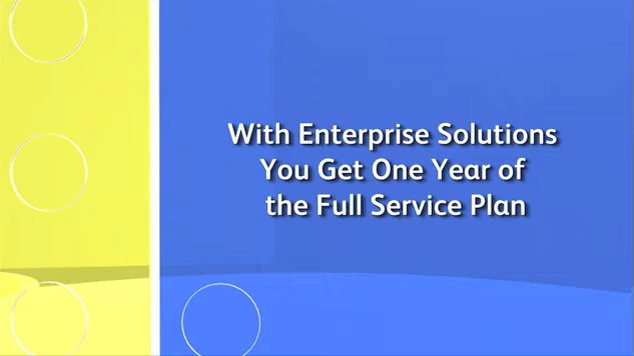 With Enterprise Solutions
You Get One Year of
the Full Service Plan